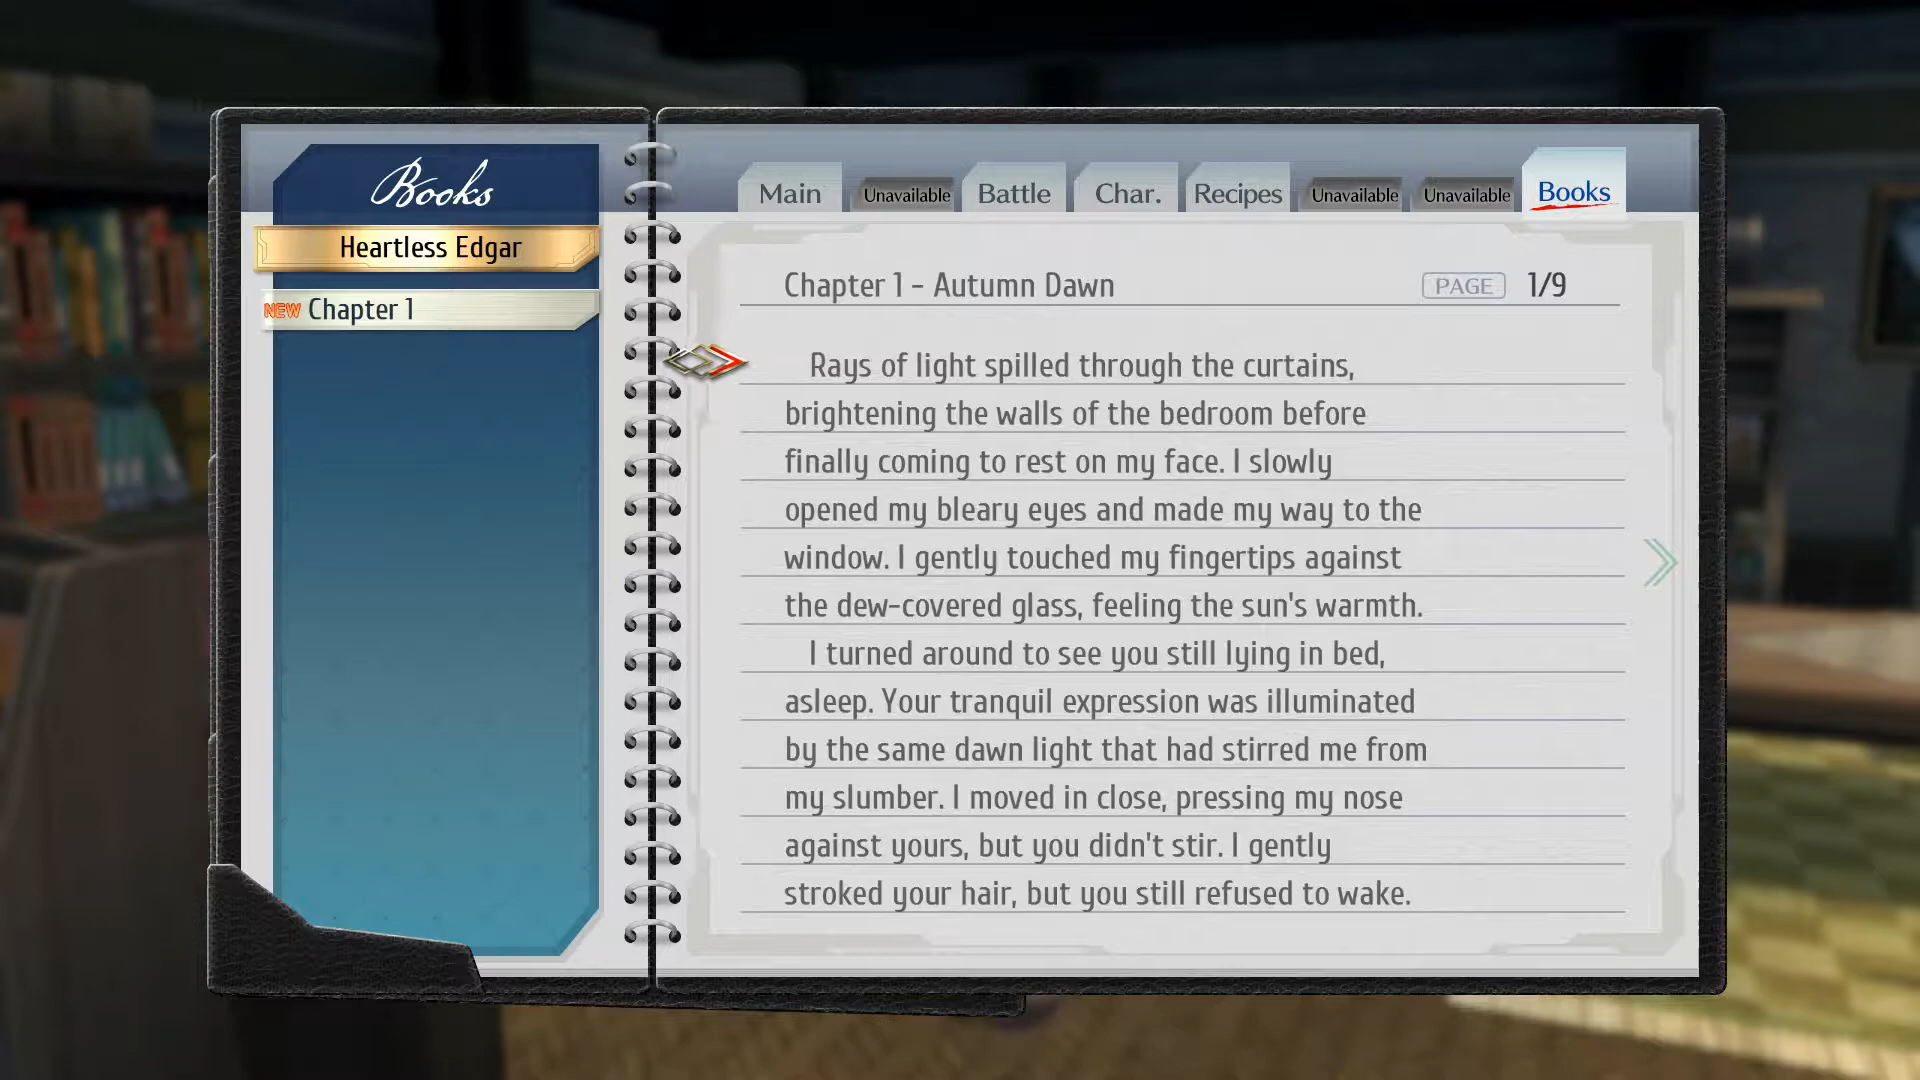 Books
Heartless Edgar
NEW Chapter 1
Main
Unavailable
Battle
Char.
Recipes
Unavailable
Unavailable
Books
Chapter 1 - Autumn Dawn
PAGE 1/9
Rays of light spilled through the curtains,
brightening the walls of the bedroom before
finally coming to rest on my face. I slowly
opened my bleary eyes and made my way to the
window. I gently touched my fingertips against
the dew-covered glass, feeling the sun's warmth.
I turned around to see you still lying in bed,
asleep. Your tranquil expression was illuminated
by the same dawn light that had stirred me from
my slumber. I moved in close, pressing my nose
against yours, but you didn't stir. I gently
stroked your hair, but you still refused to wake.